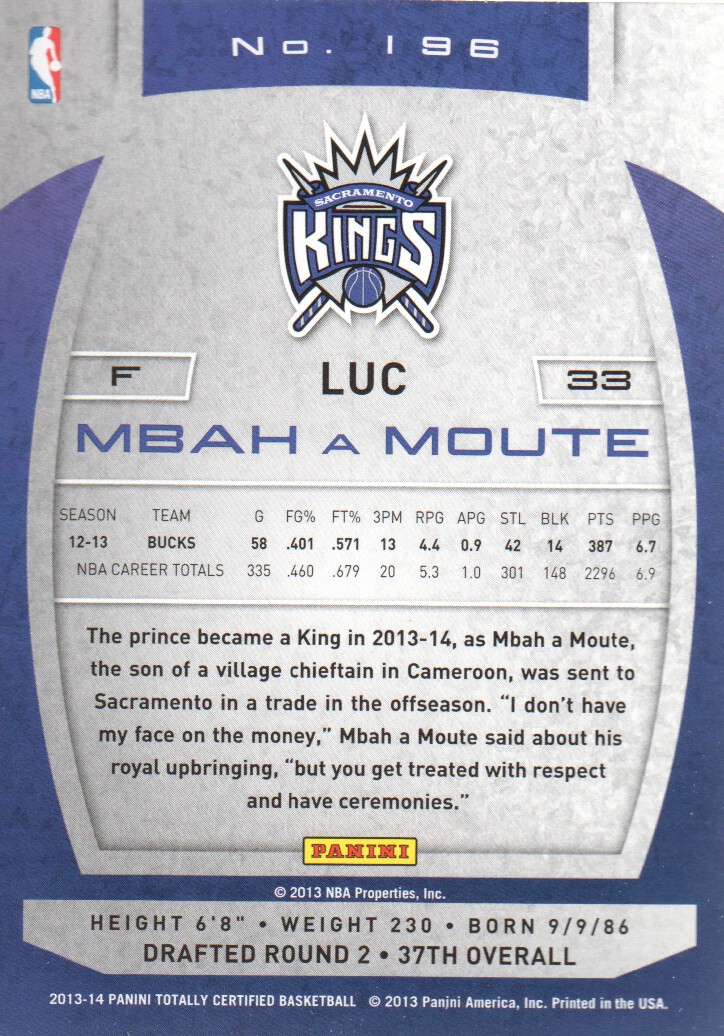 No. 196
NBA
SACRAMENTO
KINGS
F
LUC
33
MBAH A MOUTE
SEASON TEAM G FG% FT% 3PM RPG APG STL BLK PTS PPG
12-13 BUCKS 58 .401 .571 13 4.4 0.9 42 14 387 6.7
NBA CAREER TOTALS 335 .460 .679 20 5.3 1.0 301 148 2296 6.9
The prince became a King in 2013-14, as Mbah a Moute,
the son of a village chieftain in Cameroon, was sent to
Sacramento in a trade in the offseason. “I don’t have
my face on the money,” Mbah a Moute said about his
royal upbringing, “but you get treated with respect
and have ceremonies.”
PANINI
© 2013 NBA Properties, Inc.
HEIGHT 6'8" • WEIGHT 230 • BORN 9/9/86
DRAFTED ROUND 2 • 37TH OVERALL
2013-14 PANINI TOTALLY CERTIFIED BASKETBALL © 2013 Panini America, Inc. Printed in the USA.